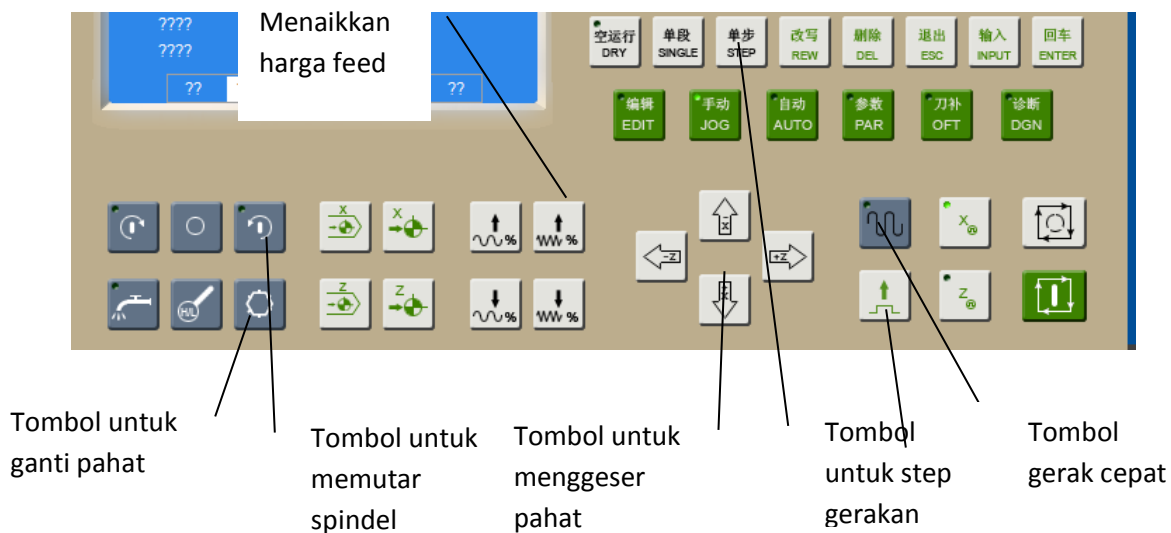 ????
????
??
??
Menaikkan
harga feed
空运行
DRY
单段
SINGLE
单步
STEP
改写
REW
删除
DEL
退出
ESC
输入
INPUT
回车
ENTER
编辑
EDIT
手动
JOG
自动
AUTO
参数
PAR
刀补
OFT
诊断
DGN
X
X
%
%
X
-Z
+Z
X
X
H/L
Z
Z
%
%
Z
Tombol untuk
ganti pahat
Tombol untuk
memutar
spindel
Tombol untuk
menggeser
pahat
Tombol
untuk step
gerakan
Tombol
gerak cepat